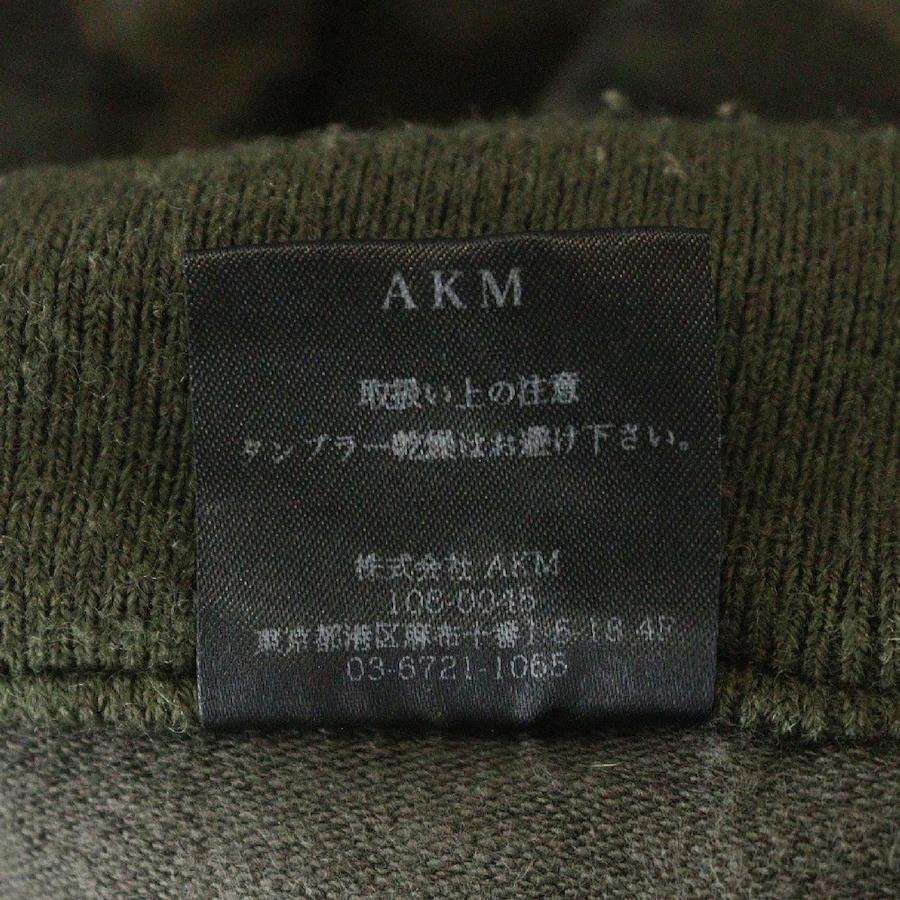 AKM
取扱い上の注意
タンブラー乾燥はお避け下さい。
株式会社 AKM
106-0045
東京都港区麻布十番1-6-18 4F
03-6721-1065